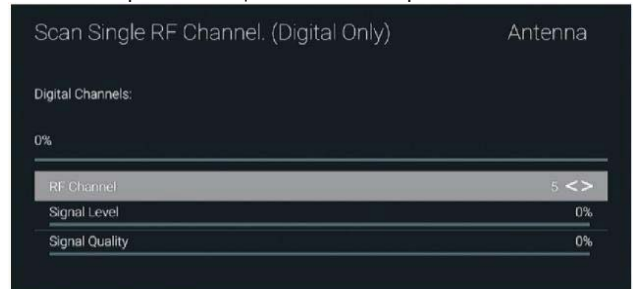 Scan Single RF Channel. (Digital Only) Antenna
Digital Channels:
0%
RF Channel 5 <>
Signal Level 0%
Signal Quality 0%